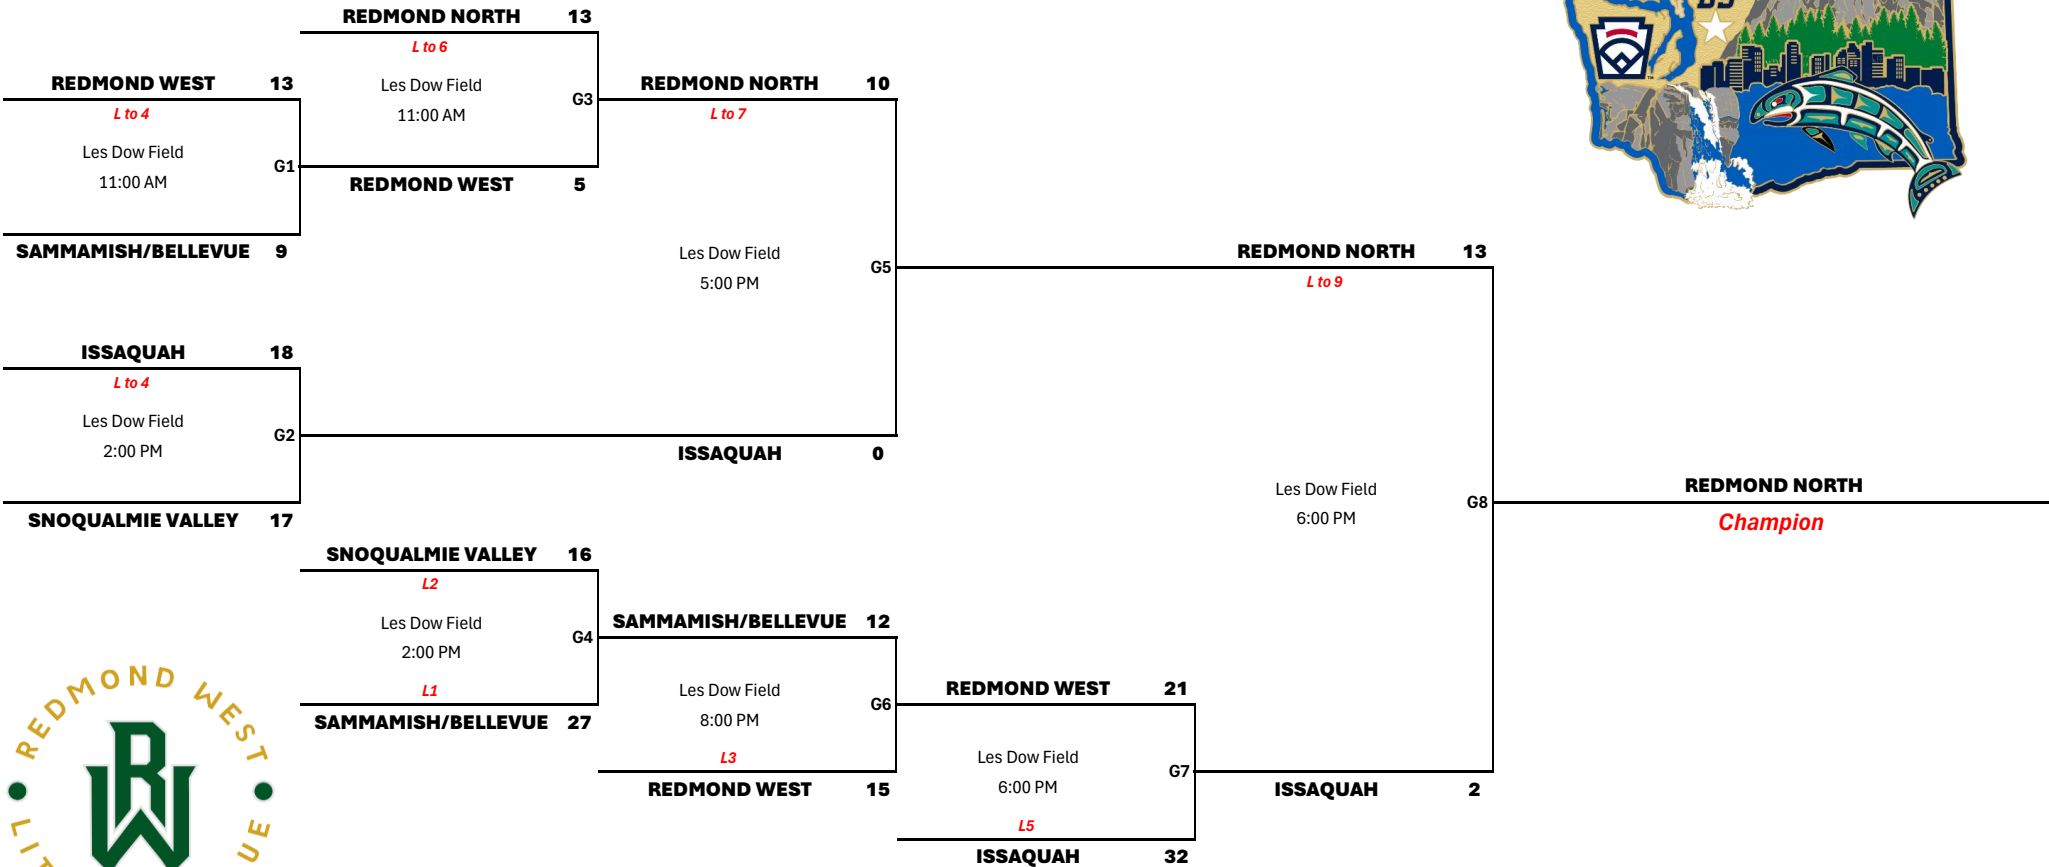 REDMOND NORTH 13
L to 6
Les Dow Field
11:00 AM
G3
REDMOND WEST 5
REDMOND WEST 13
L to 4
Les Dow Field
11:00 AM
G1
SAMMAMISH/BELLEVUE 9
REDMOND NORTH 10
L to 7
Les Dow Field
5:00 PM
G5
ISSAQUAH 0
ISSAQUAH 18
L to 4
Les Dow Field
2:00 PM
G2
SNOQUALMIE VALLEY 17
REDMOND NORTH 13
L to 9
Les Dow Field
6:00 PM
G8
ISSAQUAH 2
REDMOND NORTH
Champion
SNOQUALMIE VALLEY 16
L2
Les Dow Field
2:00 PM
G4
L1
SAMMAMISH/BELLEVUE 27
SAMMAMISH/BELLEVUE 12
Les Dow Field
8:00 PM
G6
L3
REDMOND WEST 15
REDMOND WEST 21
Les Dow Field
6:00 PM
G7
L5
ISSAQUAH 32
REDMOND WEST
RW